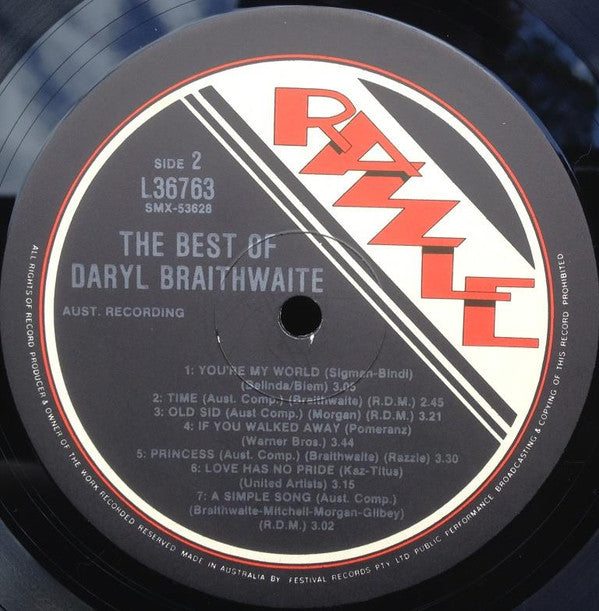 RAZZLE
SIDE 2
L36763
SMX-53628
THE BEST OF
DARYL BRAITHWAITE
AUST. RECORDING
1: YOU'RE MY WORLD (Sigman-Bindi)
(Belinda/Biem) 3.05
2: TIME (Aust. Comp.) (Braithwaite) (R.D.M.) 2.45
3: OLD SID (Aust Comp.) (Morgan) (R.D.M.) 3.21
4: IF YOU WALKED AWAY (Pomeranz)
(Warner Bros.) 3.44
5: PRINCESS (Aust. Comp.) (Braithwaite) (Razzle) 3.30
6: LOVE HAS NO PRIDE (Kaz-Titus)
(United Artists) 3.15
7: A SIMPLE SONG (Aust. Comp.)
(Braithwaite-Mitchell-Morgan-Gilbey)
(R.D.M.) 3.02
ALL RIGHTS OF RECORD PRODUCER & OWNER OF THE WORK RECORDED RESERVED. MADE IN AUSTRALIA BY FESTIVAL RECORDS PTY. LTD PUBLIC PERFORMANCE BROADCASTING & COPYING OF THIS RECORD PROHIBITED